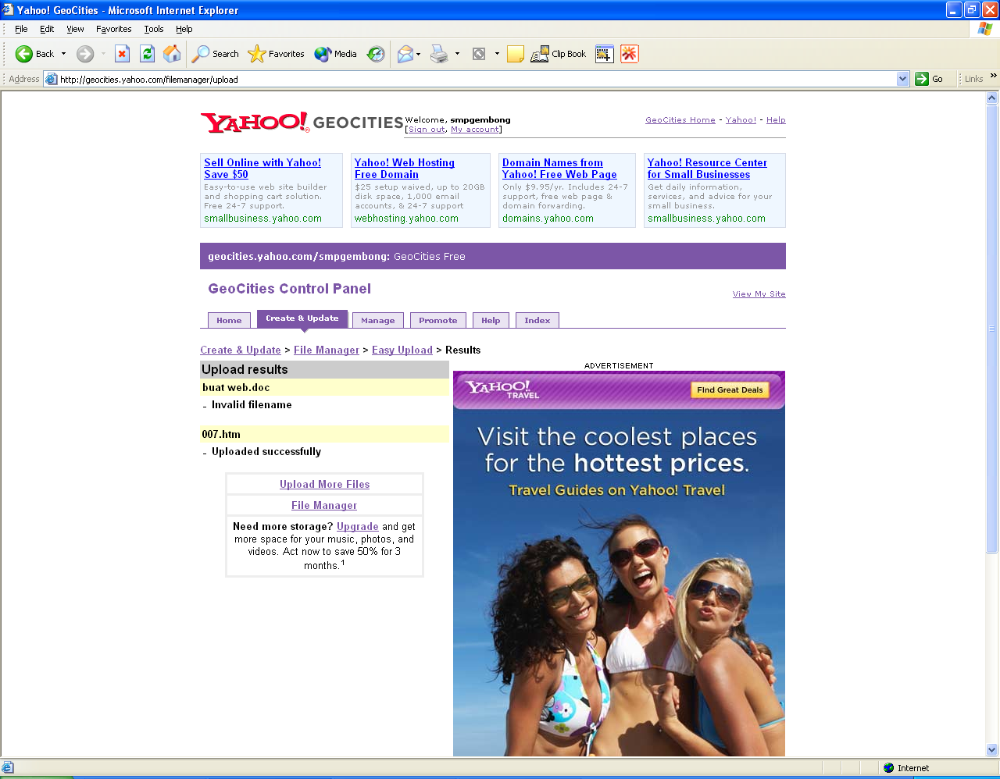 Yahoo! GeoCities - Microsoft Internet Explorer
File Edit View Favorites Tools Help
Back Search Favorites Media Clip Book
Address http://geocities.yahoo.com/filemanager/upload Go Links »
YAHOO! GEOCITIES
Welcome, smpgembong
[Sign out, My account]
GeoCities Home - Yahoo! - Help
Sell Online with Yahoo!
Save $50
Easy-to-use web site builder
and shopping cart solution.
Free 24-7 support.
smallbusiness.yahoo.com
Yahoo! Web Hosting
Free Domain
$25 setup waived, up to 20GB
disk space, 1,000 email
accounts, & 24-7 support
webhosting.yahoo.com
Domain Names from
Yahoo! Free Web Page
Only $9.95/yr. Includes 24-7
support, free web page &
domain forwarding.
domains.yahoo.com
Yahoo! Resource Center
for Small Businesses
Get daily information,
services, and advice for your
small business.
smallbusiness.yahoo.com
geocities.yahoo.com/smpgembong: GeoCities Free
GeoCities Control Panel
View My Site
Home Create & Update Manage Promote Help Index
Create & Update > File Manager > Easy Upload > Results
Upload results
buat web.doc
- Invalid filename
007.htm
- Uploaded successfully
Upload More Files
File Manager
Need more storage? Upgrade and get
more space for your music, photos, and
videos. Act now to save 50% for 3
months.1
ADVERTISEMENT
YAHOO! TRAVEL
Find Great Deals
Visit the coolest places
for the hottest prices.
Travel Guides on Yahoo! Travel
Internet